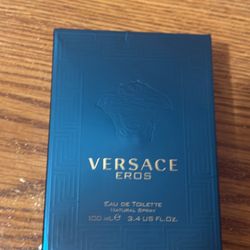 VERSACE
EROS
EAU DE TOILETTE
NATURAL SPRAY
100 ML℮ 3.4 US FL.OZ.